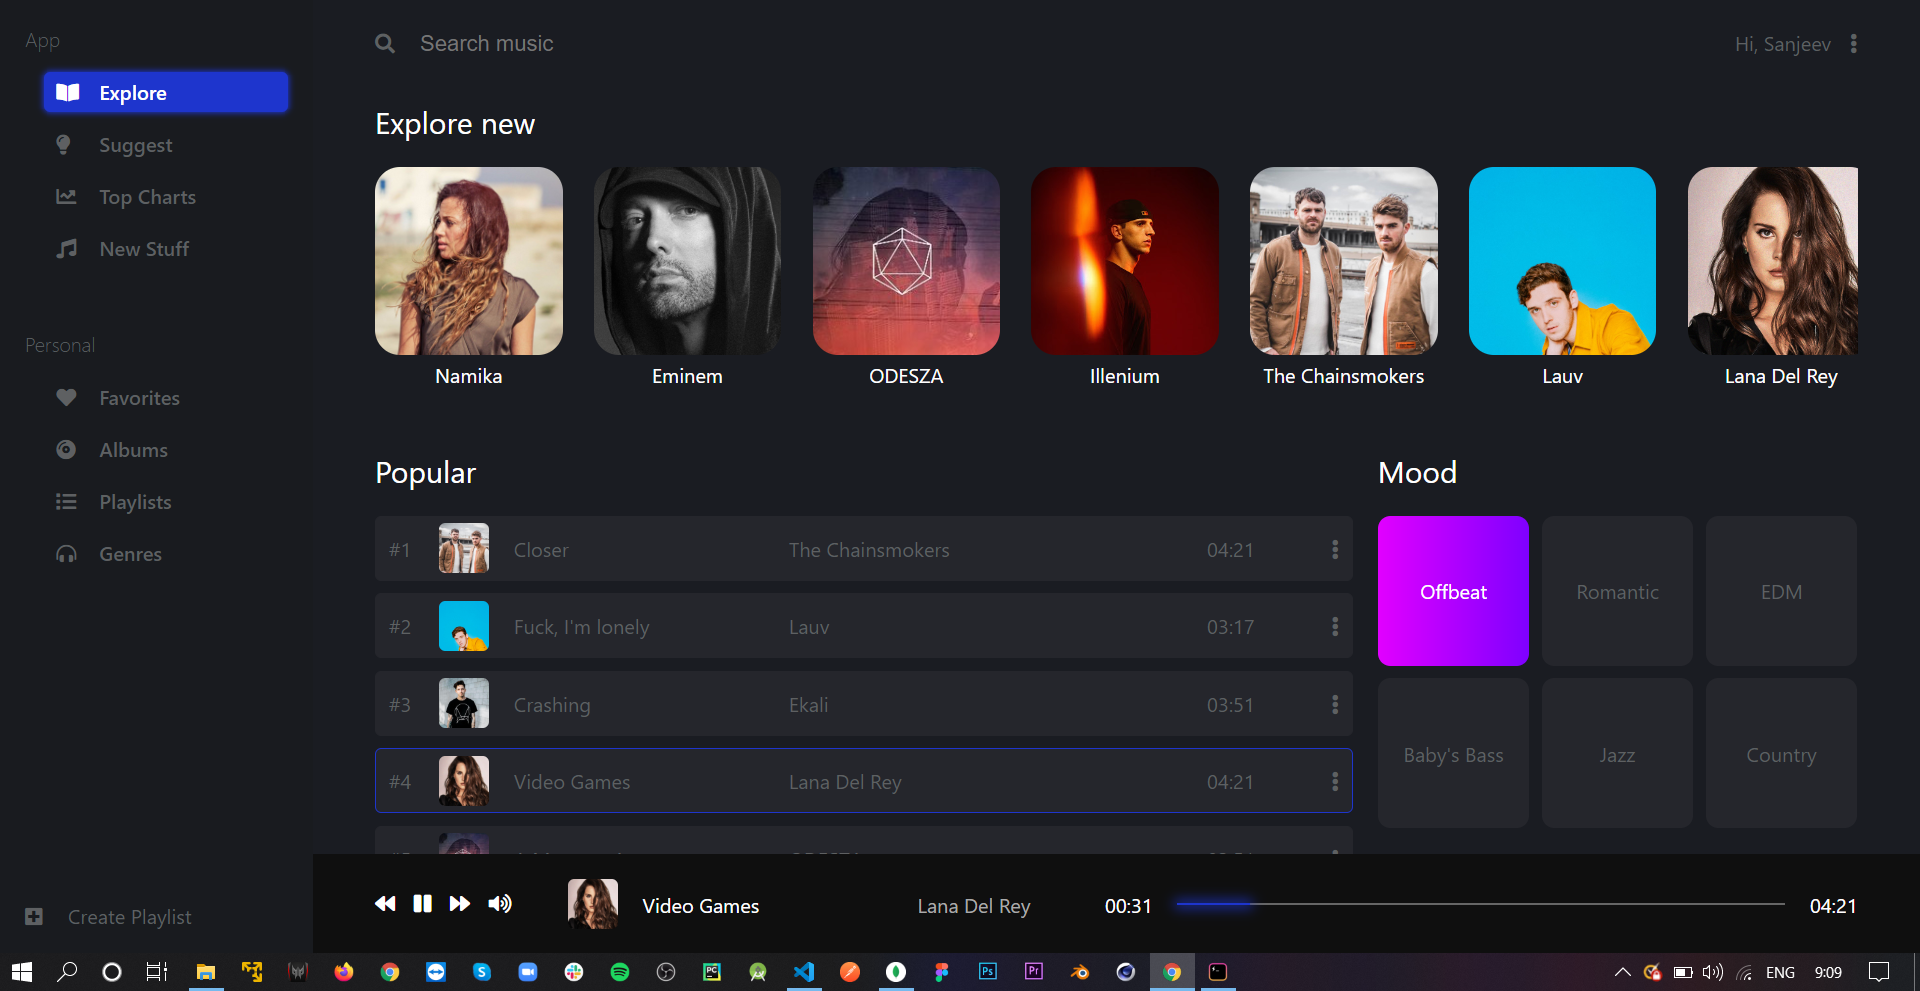 App
Explore
Suggest
Top Charts
New Stuff
Personal
Favorites
Albums
Playlists
Genres
Create Playlist
Search music
Hi, Sanjeev
Explore new
Namika
Eminem
ODESZA
Illenium
The Chainsmokers
Lauv
Lana Del Rey
Popular
#1 Closer The Chainsmokers 04:21
#2 Fuck, I'm lonely Lauv 03:17
#3 Crashing Ekali 03:51
#4 Video Games Lana Del Rey 04:21
Mood
Offbeat Romantic EDM
Baby's Bass Jazz Country
Video Games Lana Del Rey 00:31 04:21
PC Ps Pr ENG 9:09